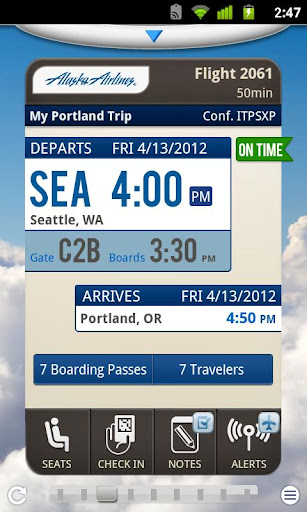 2:47
Alaska Airlines
Flight 2061
50min
My Portland Trip Conf. ITPSXP
DEPARTS FRI 4/13/2012
ON TIME
SEA 4:00 PM
Seattle, WA
Gate C2B Boards 3:30 PM
ARRIVES FRI 4/13/2012
Portland, OR 4:50 PM
7 Boarding Passes 7 Travelers
SEATS CHECK IN NOTES ALERTS